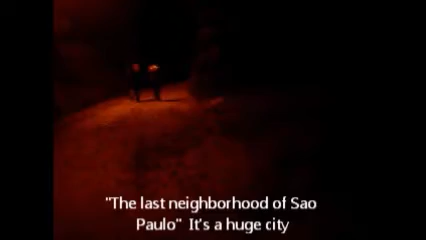 "The last neighborhood of Sao
Paulo"  It's a huge city